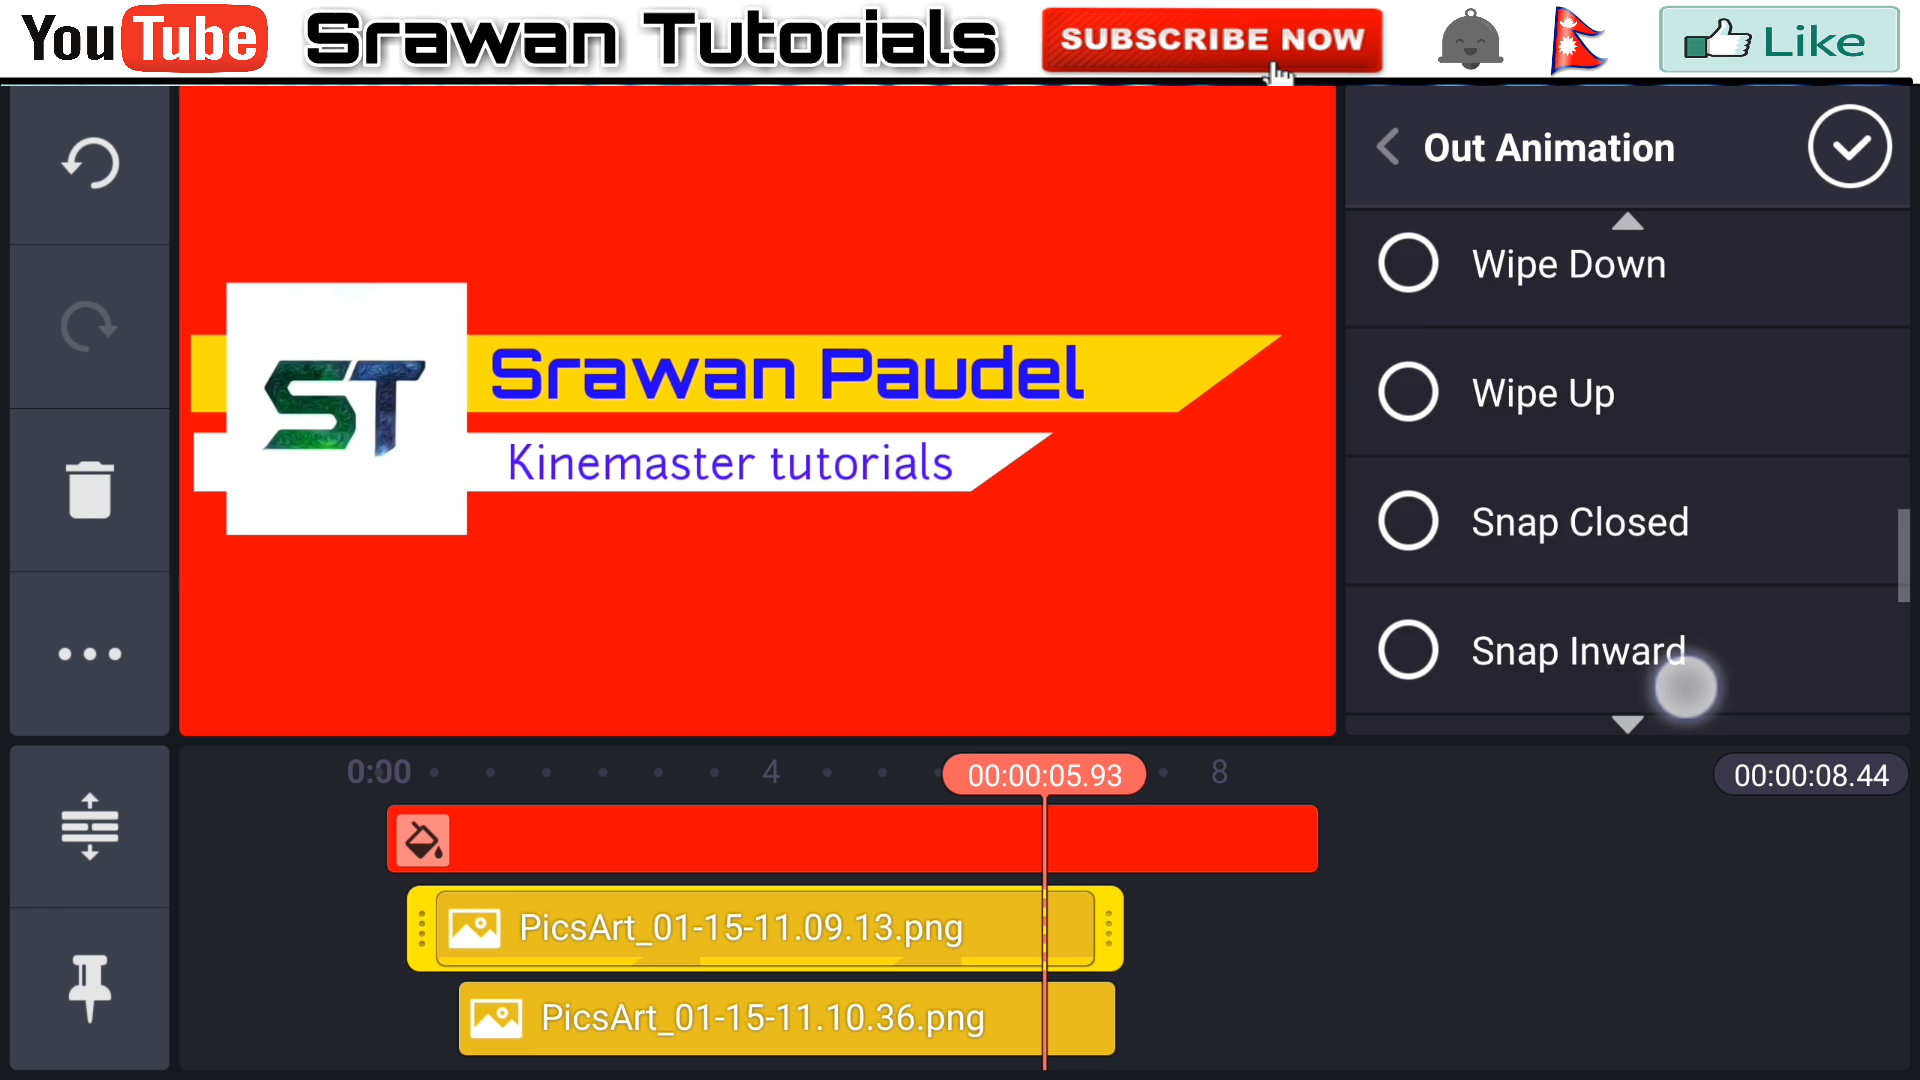 YouTube Srawan Tutorials SUBSCRIBE NOW Like
Out Animation
Wipe Down
Wipe Up
Snap Closed
Snap Inward
ST
Srawan Paudel
Kinemaster tutorials
0:00 4 00:00:05.93 8 00:00:08.44
PicsArt_01-15-11.09.13.png
PicsArt_01-15-11.10.36.png